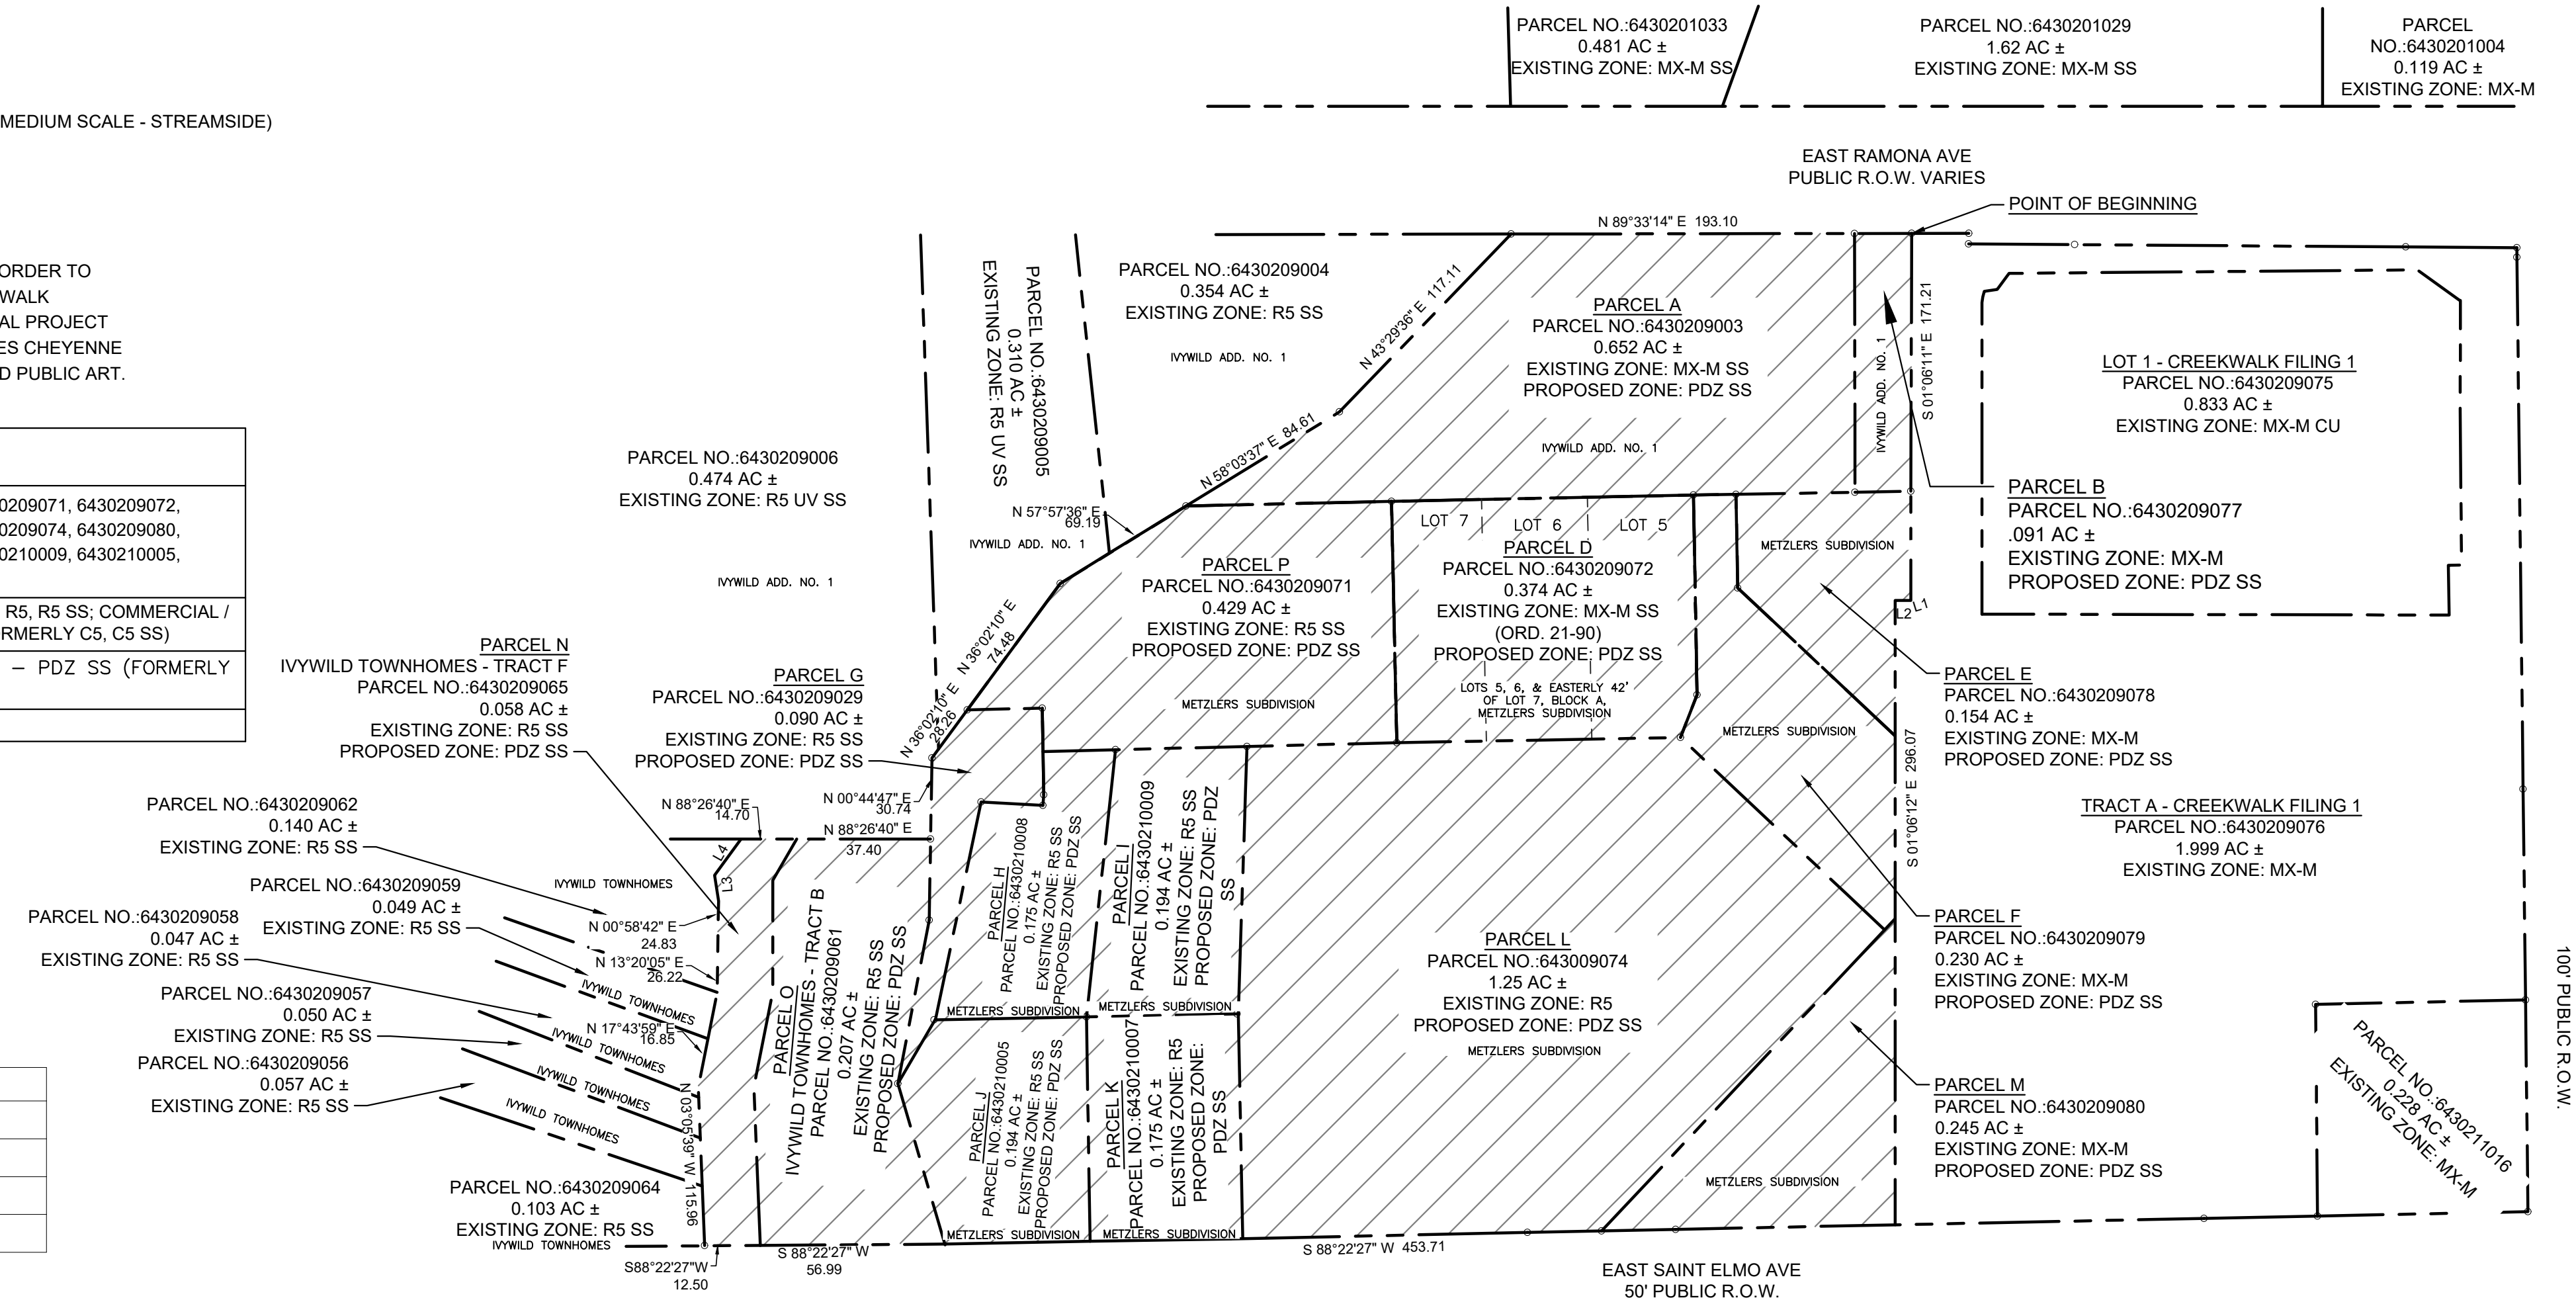 PARCEL NO.:6430201033
0.481 AC ±
EXISTING ZONE: MX-M SS
PARCEL NO.:6430201029
1.62 AC ±
EXISTING ZONE: MX-M SS
PARCEL
NO.:6430201004
0.119 AC ±
EXISTING ZONE: MX-M
MEDIUM SCALE - STREAMSIDE)
EAST RAMONA AVE
PUBLIC R.O.W. VARIES
POINT OF BEGINNING
N 89°33'14" E 193.10
ORDER TO
WALK
AL PROJECT
ES CHEYENNE
D PUBLIC ART.
0209071, 6430209072,
0209074, 6430209080,
0210009, 6430210005,
R5, R5 SS; COMMERCIAL /
RMERLY C5, C5 SS)
– PDZ SS (FORMERLY
PARCEL NO.:6430209006
0.474 AC ±
EXISTING ZONE: R5 UV SS
IVYWILD ADD. NO. 1
PARCEL NO.:6430209005
0.310 AC ±
EXISTING ZONE: R5 UV SS
IVYWILD ADD. NO. 1
PARCEL NO.:6430209004
0.354 AC ±
EXISTING ZONE: R5 SS
IVYWILD ADD. NO. 1
N 43°29'36" E 117.11
N 58°03'37" E 84.61
N 57°57'36" E
69.19
N 36°02'10" E
74.48
N 36°02'10" E
28.26
PARCEL A
PARCEL NO.:6430209003
0.652 AC ±
EXISTING ZONE: MX-M SS
PROPOSED ZONE: PDZ SS
IVYWILD ADD. NO. 1
IVYWILD ADD. NO. 1
S 01°06'11" E 171.21
LOT 1 - CREEKWALK FILING 1
PARCEL NO.:6430209075
0.833 AC ±
EXISTING ZONE: MX-M CU
PARCEL B
PARCEL NO.:6430209077
.091 AC ±
EXISTING ZONE: MX-M
PROPOSED ZONE: PDZ SS
L2
L1
PARCEL P
PARCEL NO.:6430209071
0.429 AC ±
EXISTING ZONE: R5 SS
PROPOSED ZONE: PDZ SS
METZLERS SUBDIVISION
LOT 7
LOT 6
LOT 5
PARCEL D
PARCEL NO.:6430209072
0.374 AC ±
EXISTING ZONE: MX-M SS
(ORD. 21-90)
PROPOSED ZONE: PDZ SS
LOTS 5, 6, & EASTERLY 42'
OF LOT 7, BLOCK A,
METZLERS SUBDIVISION
METZLERS SUBDIVISION
PARCEL E
PARCEL NO.:6430209078
0.154 AC ±
EXISTING ZONE: MX-M
PROPOSED ZONE: PDZ SS
METZLERS SUBDIVISION
S 01°06'12" E 296.07
TRACT A - CREEKWALK FILING 1
PARCEL NO.:6430209076
1.999 AC ±
EXISTING ZONE: MX-M
PARCEL N
IVYWILD TOWNHOMES - TRACT F
PARCEL NO.:6430209065
0.058 AC ±
EXISTING ZONE: R5 SS
PROPOSED ZONE: PDZ SS
PARCEL G
PARCEL NO.:6430209029
0.090 AC ±
EXISTING ZONE: R5 SS
PROPOSED ZONE: PDZ SS
N 88°26'40" E
14.70
N 00°44'47" E
30.74
N 88°26'40" E
37.40
L4
L3
PARCEL NO.:6430209062
0.140 AC ±
EXISTING ZONE: R5 SS
IVYWILD TOWNHOMES
PARCEL NO.:6430209059
0.049 AC ±
EXISTING ZONE: R5 SS
PARCEL NO.:6430209058
0.047 AC ±
EXISTING ZONE: R5 SS
PARCEL NO.:6430209057
0.050 AC ±
EXISTING ZONE: R5 SS
PARCEL NO.:6430209056
0.057 AC ±
EXISTING ZONE: R5 SS
N 00°58'42" E
24.83
N 13°20'05" E
26.22
IVYWILD TOWNHOMES
N 17°43'59" E
16.85
IVYWILD TOWNHOMES
IVYWILD TOWNHOMES
IVYWILD TOWNHOMES
N 03°05'39" W 115.96
PARCEL NO.:6430209064
0.103 AC ±
EXISTING ZONE: R5 SS
IVYWILD TOWNHOMES
S88°22'27"W
12.50
S 88°22'27" W
56.99
PARCEL O
IVYWILD TOWNHOMES - TRACT B
PARCEL NO.:6430209061
0.207 AC ±
EXISTING ZONE: R5 SS
PROPOSED ZONE: PDZ SS
PARCEL H
PARCEL NO.:6430210008
0.175 AC ±
EXISTING ZONE: R5 SS
PROPOSED ZONE: PDZ SS
METZLERS SUBDIVISION
PARCEL I
PARCEL NO.:6430210009
0.194 AC ±
EXISTING ZONE: R5 SS
PROPOSED ZONE: PDZ
SS
METZLERS SUBDIVISION
PARCEL J
PARCEL NO.:6430210005
0.194 AC ±
EXISTING ZONE: R5 SS
PROPOSED ZONE: PDZ SS
METZLERS SUBDIVISION
PARCEL K
PARCEL NO.:6430210007
0.175 AC ±
EXISTING ZONE: R5
PROPOSED ZONE:
PDZ SS
METZLERS SUBDIVISION
PARCEL L
PARCEL NO.:643009074
1.25 AC ±
EXISTING ZONE: R5
PROPOSED ZONE: PDZ SS
METZLERS SUBDIVISION
PARCEL F
PARCEL NO.:6430209079
0.230 AC ±
EXISTING ZONE: MX-M
PROPOSED ZONE: PDZ SS
PARCEL M
PARCEL NO.:6430209080
0.245 AC ±
EXISTING ZONE: MX-M
PROPOSED ZONE: PDZ SS
METZLERS SUBDIVISION
PARCEL NO.:6430211016
0.228 AC ±
EXISTING ZONE: MX-M
100' PUBLIC R.O.W.
S 88°22'27" W 453.71
EAST SAINT ELMO AVE
50' PUBLIC R.O.W.